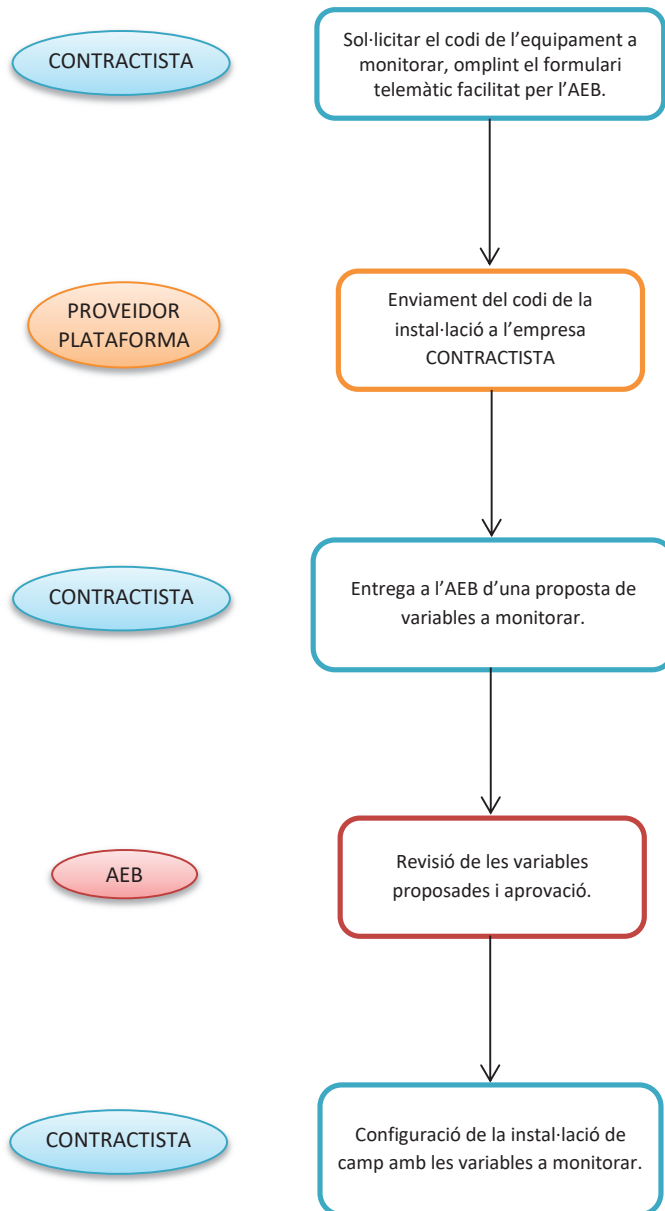 CONTRACTISTA
Sol·licitar el codi de l’equipament a
monitorar, omplint el formulari
telemàtic facilitat per l’AEB.
PROVEIDOR
PLATAFORMA
Enviament del codi de la
instal·lació a l’empresa
CONTRACTISTA
CONTRACTISTA
Entrega a l’AEB d’una proposta de
variables a monitorar.
AEB
Revisió de les variables
proposades i aprovació.
CONTRACTISTA
Configuració de la instal·lació de
camp amb les variables a monitorar.